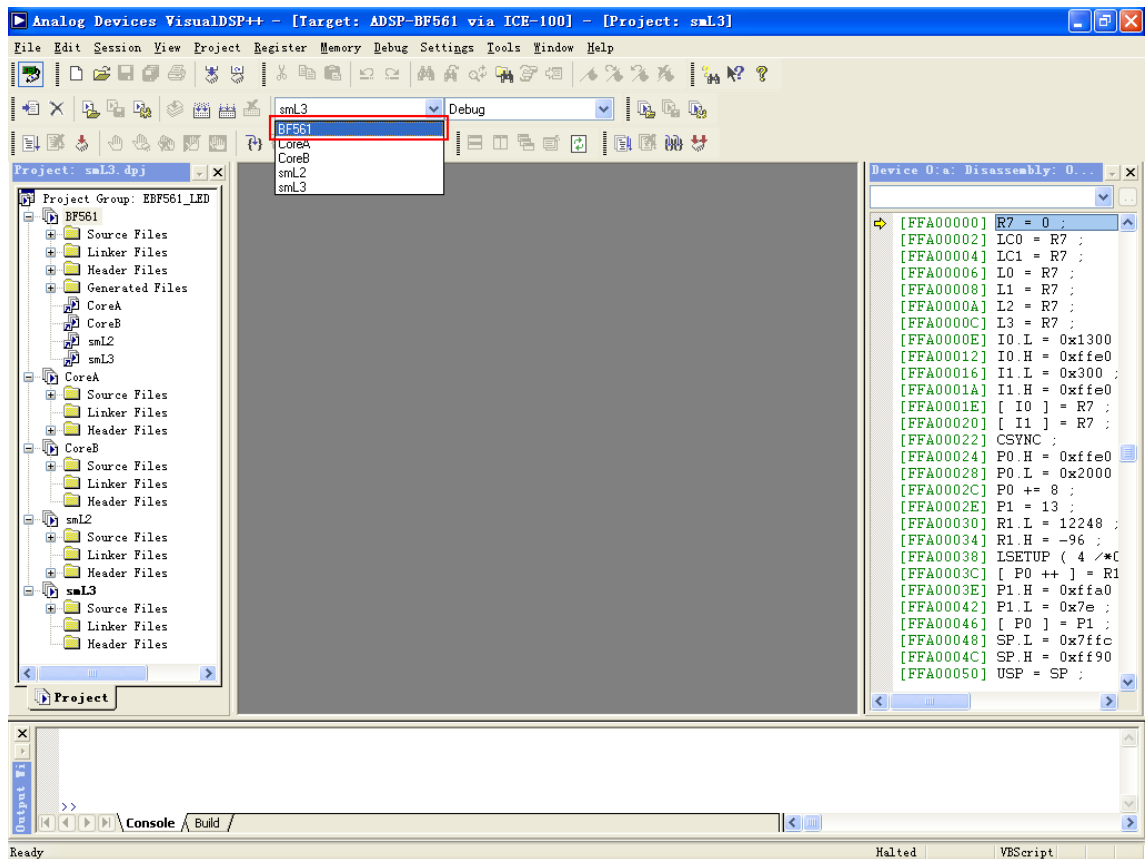 Analog Devices VisualDSP++ - [Target: ADSP-BF561 via ICE-100] - [Project: smL3]
File Edit Session View Project Register Memory Debug Settings Tools Window Help
smL3 Debug
BF561
CoreA
CoreB
smL2
smL3
Project: smL3.dpj
Project Group: EBF561_LED
BF561
Source Files
Linker Files
Header Files
Generated Files
CoreA
CoreB
smL2
smL3
CoreA
Source Files
Linker Files
Header Files
CoreB
Source Files
Linker Files
Header Files
smL2
Source Files
Linker Files
Header Files
smL3
Source Files
Linker Files
Header Files
Project
Device 0:a: Disassembly: 0...
[FFA00000] R7 = 0 ;
[FFA00002] LC0 = R7 ;
[FFA00004] LC1 = R7 ;
[FFA00006] L0 = R7 ;
[FFA00008] L1 = R7 ;
[FFA0000A] L2 = R7 ;
[FFA0000C] L3 = R7 ;
[FFA0000E] I0.L = 0x1300
[FFA00012] I0.H = 0xffe0
[FFA00016] I1.L = 0x300 ;
[FFA0001A] I1.H = 0xffe0
[FFA0001E] [ I0 ] = R7 ;
[FFA00020] [ I1 ] = R7 ;
[FFA00022] CSYNC ;
[FFA00024] P0.H = 0xffe0
[FFA00028] P0.L = 0x2000
[FFA0002C] P0 += 8 ;
[FFA0002E] P1 = 13 ;
[FFA00030] R1.L = 12248 ;
[FFA00034] R1.H = -96 ;
[FFA00038] LSETUP ( 4 /*0
[FFA0003C] [ P0 ++ ] = R1
[FFA0003E] P1.H = 0xffa0
[FFA00042] P1.L = 0x7e ;
[FFA00046] [ P0 ] = P1 ;
[FFA00048] SP.L = 0x7ffc
[FFA0004C] SP.H = 0xff90
[FFA00050] USP = SP ;
Output Wi
>>
Console Build
Ready Halted VBScript